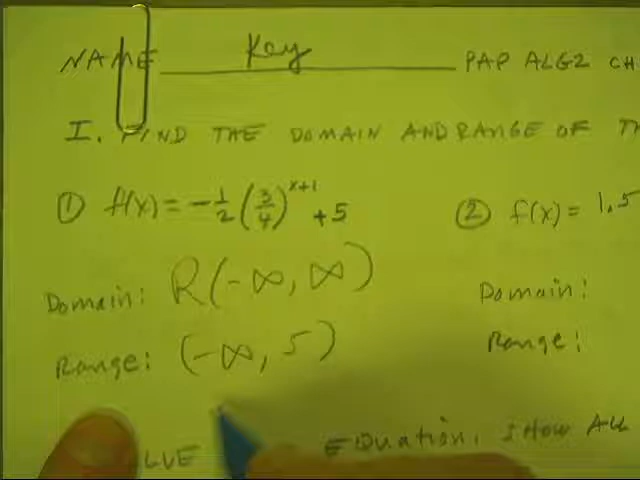 NAME Key PAP ALG2 CH
I. FIND THE DOMAIN AND RANGE OF TH
① f(x) = -1/2 (3/4)^(x+1) + 5 ② f(x) = 1.5
Domain: R (-∞, ∞) Domain:
Range: (-∞, 5) Range:
LVE EQUATION, SHOW ALL